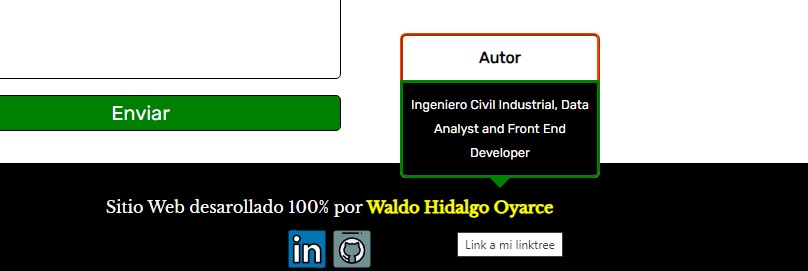 Autor
Ingeniero Civil Industrial, Data
Analyst and Front End
Developer
Enviar
Sitio Web desarollado 100% por Waldo Hidalgo Oyarce
in
Link a mi linktree